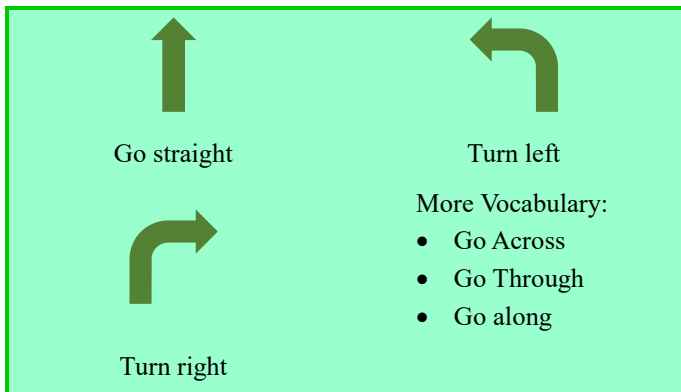 Go straight
Turn left
More Vocabulary:
• Go Across
• Go Through
• Go along
Turn right